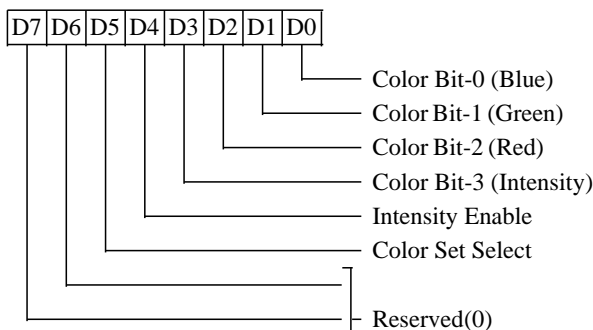 D7 D6 D5 D4 D3 D2 D1 D0
Color Bit-0 (Blue)
Color Bit-1 (Green)
Color Bit-2 (Red)
Color Bit-3 (Intensity)
Intensity Enable
Color Set Select
Reserved(0)